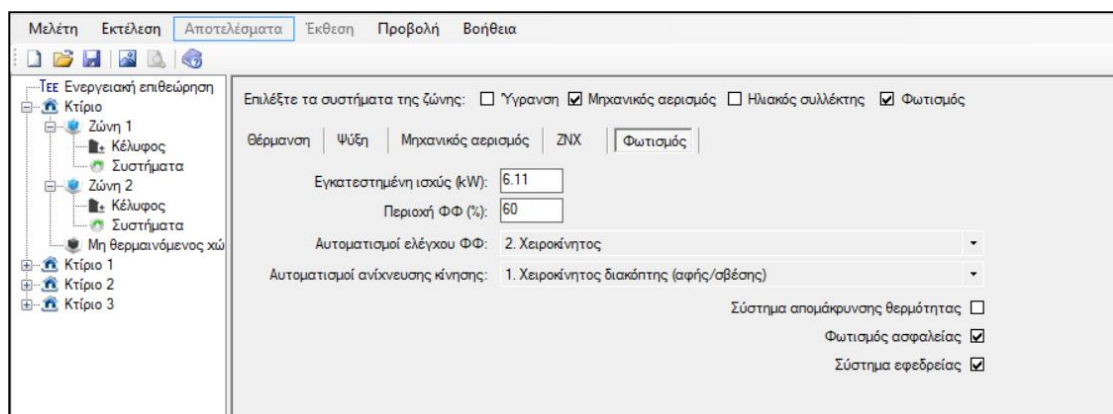 Μελέτη Εκτέλεση Αποτελέσματα Έκθεση Προβολή Βοήθεια
TEE Ενεργειακή επιθεώρηση
Κτίριο
Ζώνη 1
Κέλυφος
Συστήματα
Ζώνη 2
Κέλυφος
Συστήματα
Μη θερμαινόμενος χώ
Κτίριο 1
Κτίριο 2
Κτίριο 3
Επιλέξτε τα συστήματα της ζώνης: Ύγρανση Μηχανικός αερισμός Ηλιακός συλλέκτης Φωτισμός
Θέρμανση Ψύξη Μηχανικός αερισμός ΖΝΧ Φωτισμός
Εγκατεστημένη ισχύς (kW): 6.11
Περιοχή ΦΦ (%): 60
Αυτοματισμοί ελέγχου ΦΦ: 2. Χειροκίνητος
Αυτοματισμοί ανίχνευσης κίνησης: 1. Χειροκίνητος διακόπτης (αφής/σβέσης)
Σύστημα απομάκρυνσης θερμότητας
Φωτισμός ασφαλείας
Σύστημα εφεδρείας